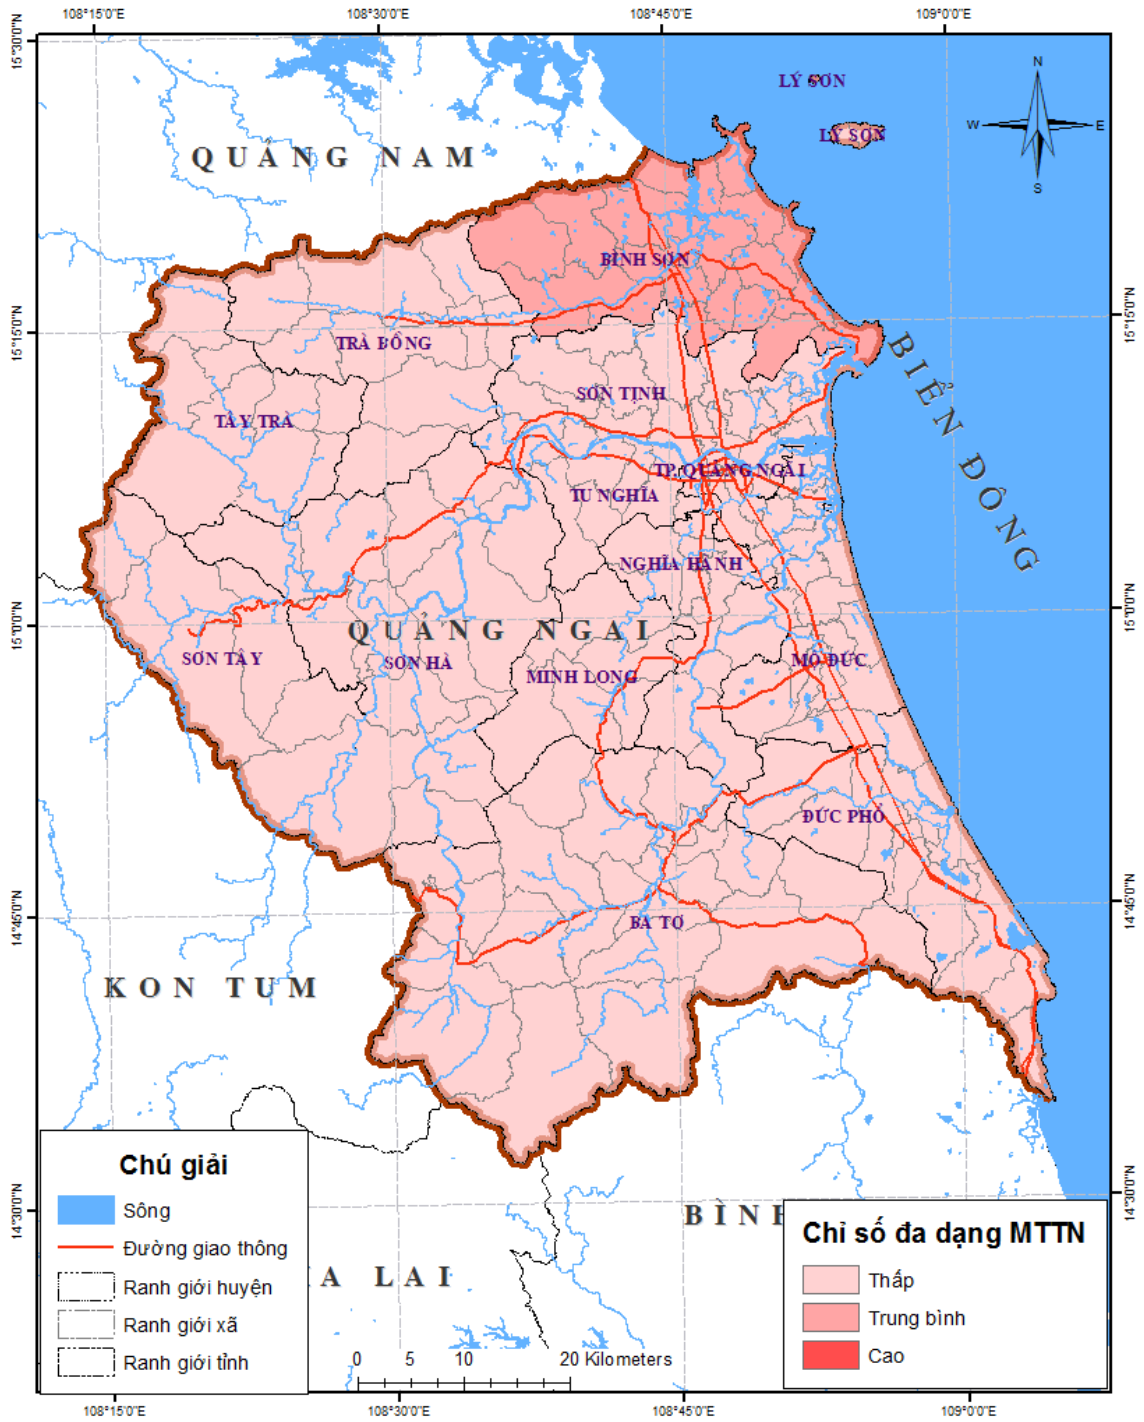 108°15'0"E 108°30'0"E 108°45'0"E 109°0'0"E
15°30'0"N
LÝ SƠN
N
W E
S
LÝ SƠN
QUẢNG NAM
BÌNH SƠN
15°15'0"N 15°15'0"N
TRÀ BỒNG
BIỂN ĐÔNG
SƠN TỊNH
TÂY TRÀ
TP.QUẢNG NGÃI
TƯ NGHĨA
NGHĨA HÀNH
15°0'0"N 15°0'0"N
QUẢNG NGAI
SƠN TÂY
SƠN HÀ
MỘ ĐỨC
MINH LONG
ĐỨC PHỔ
14°45'0"N 14°45'0"N
BA TƠ
KON TUM
Chú giải
Sông
Đường giao thông
Ranh giới huyện
Ranh giới xã
Ranh giới tỉnh
14°30'0"N 14°30'0"N
BÌNH
IA LAI
0 5 10 20 Kilometers
Chỉ số đa dạng MTTN
Thấp
Trung bình
Cao
108°15'0"E 108°30'0"E 108°45'0"E 109°0'0"E